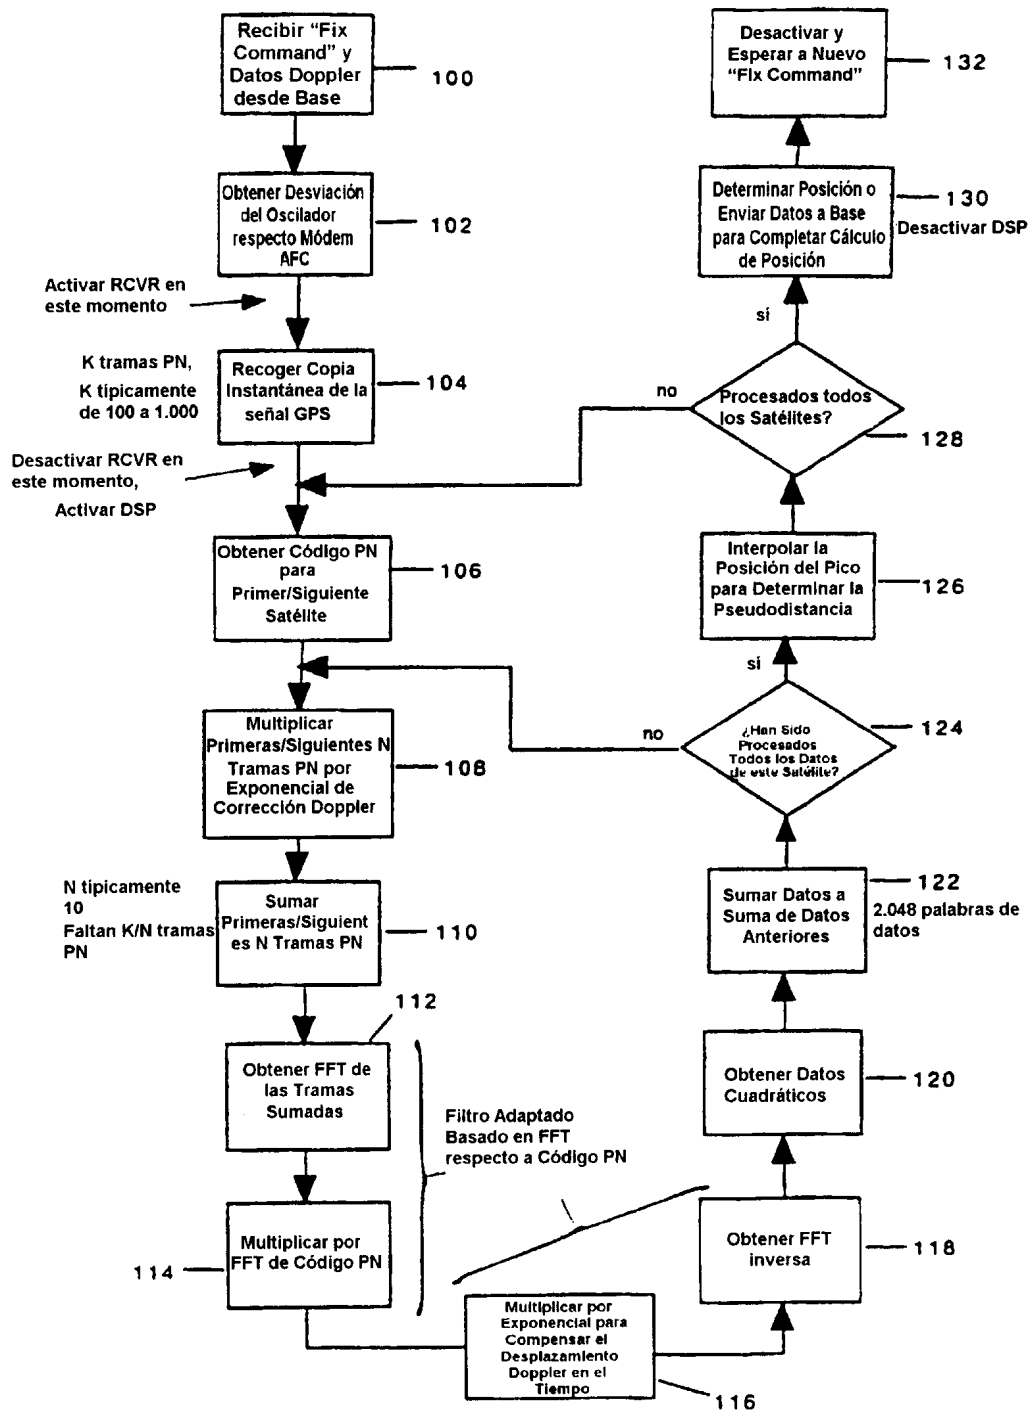 Recibir “Fix
Command” y
Datos Doppler
desde Base
100
Obtener Desviación
del Oscilador
respecto Módem
AFC
102
Activar RCVR en
este momento
K tramas PN,
K típicamente
de 100 a 1.000
Recoger Copia
Instantánea de la
señal GPS
104
Desactivar RCVR en
este momento,
Activar DSP
Obtener Código PN
para
Primer/Siguiente
Satélite
106
Multiplicar
Primeras/Siguientes N
Tramas PN por
Exponencial de
Corrección Doppler
108
N típicamente
10
Faltan K/N tramas
PN
Sumar
Primeras/Siguient
es N Tramas PN
110
112
Obtener FFT de
las Tramas
Sumadas
Filtro Adaptado
Basado en FFT
respecto a Código PN
Multiplicar por
FFT de Código PN
114
Multiplicar por
Exponencial para
Compensar el
Desplazamiento
Doppler en el
Tiempo
116
Obtener FFT
inversa
118
Obtener Datos
Cuadráticos
120
Sumar Datos a
Suma de Datos
Anteriores
122
2.048 palabras de
datos
¿Han Sido
Procesados
Todos los Datos
de este Satélite?
124
no
sí
Interpolar la
Posición del Pico
para Determinar la
Pseudodistancia
126
Procesados todos
los Satélites?
128
no
sí
Determinar Posición o
Enviar Datos a Base
para Completar Cálculo
de Posición
130
Desactivar DSP
Desactivar y
Esperar a Nuevo
“FIx Command”
132